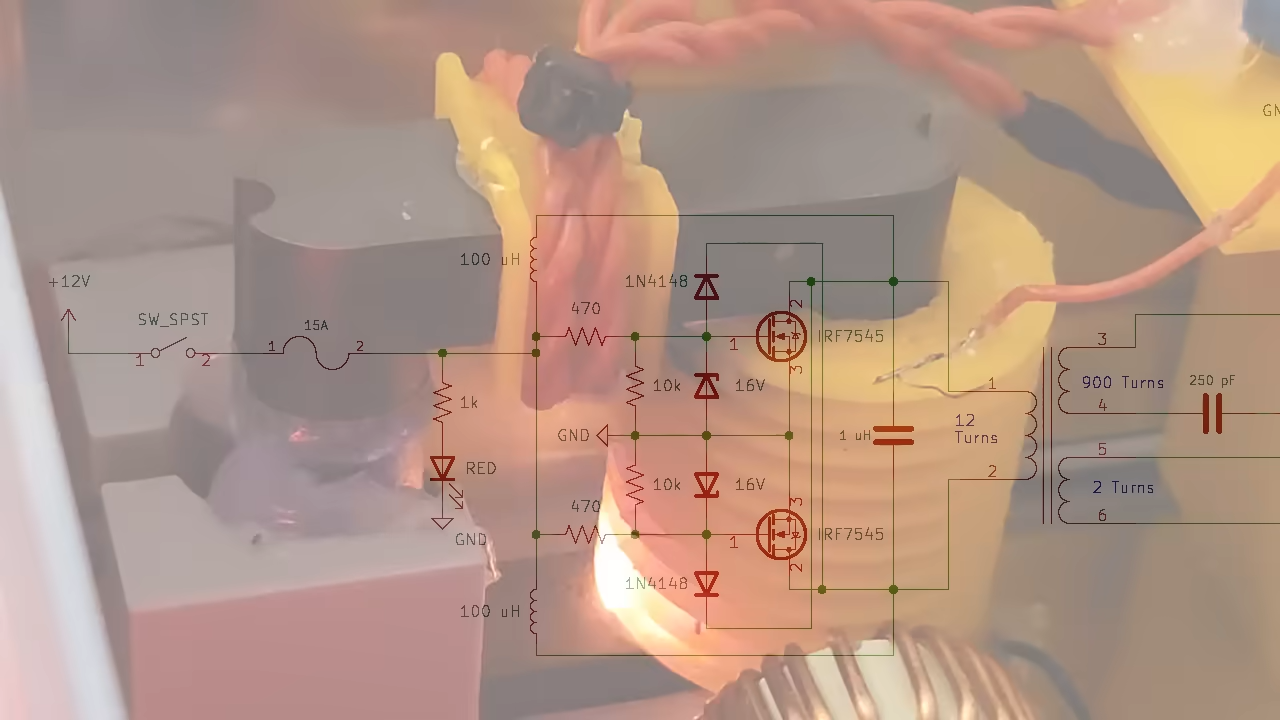 GN
+12V
SW_SPST
1
2
1
15A
2
1k
RED
GND
100 uH
470
10k
GND
10k
470
100 uH
1N4148
16V
16V
1N4148
1
2
3
IRF7545
3
1
2
IRF7545
1 uH
12
Turns
1
2
3
900 Turns
4
5
2 Turns
6
250 pF